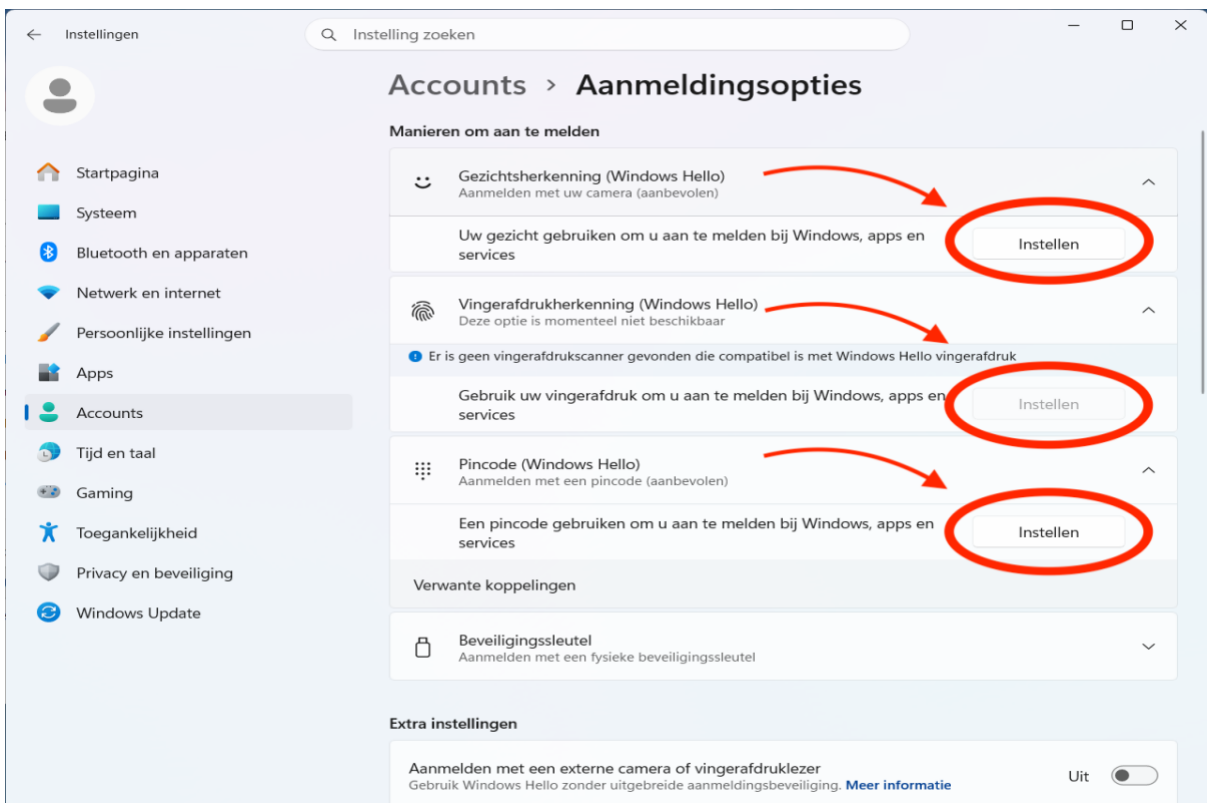 Instellingen
Instelling zoeken
Accounts > Aanmeldingsopties
Startpagina
Systeem
Bluetooth en apparaten
Netwerk en internet
Persoonlijke instellingen
Apps
Accounts
Tijd en taal
Gaming
Toegankelijkheid
Privacy en beveiliging
Windows Update
Manieren om aan te melden
Gezichtsherkenning (Windows Hello)
Aanmelden met uw camera (aanbevolen)
Uw gezicht gebruiken om u aan te melden bij Windows, apps en
services
Instellen
Vingerafdrukherkenning (Windows Hello)
Deze optie is momenteel niet beschikbaar
Er is geen vingerafdrukscanner gevonden die compatibel is met Windows Hello vingerafdruk
Gebruik uw vingerafdruk om u aan te melden bij Windows, apps en
services
Instellen
Pincode (Windows Hello)
Aanmelden met een pincode (aanbevolen)
Een pincode gebruiken om u aan te melden bij Windows, apps en
services
Instellen
Verwante koppelingen
Beveiligingssleutel
Aanmelden met een fysieke beveiligingssleutel
Extra instellingen
Aanmelden met een externe camera of vingerafdruklezer
Gebruik Windows Hello zonder uitgebreide aanmeldingsbeveiliging. Meer informatie
Uit